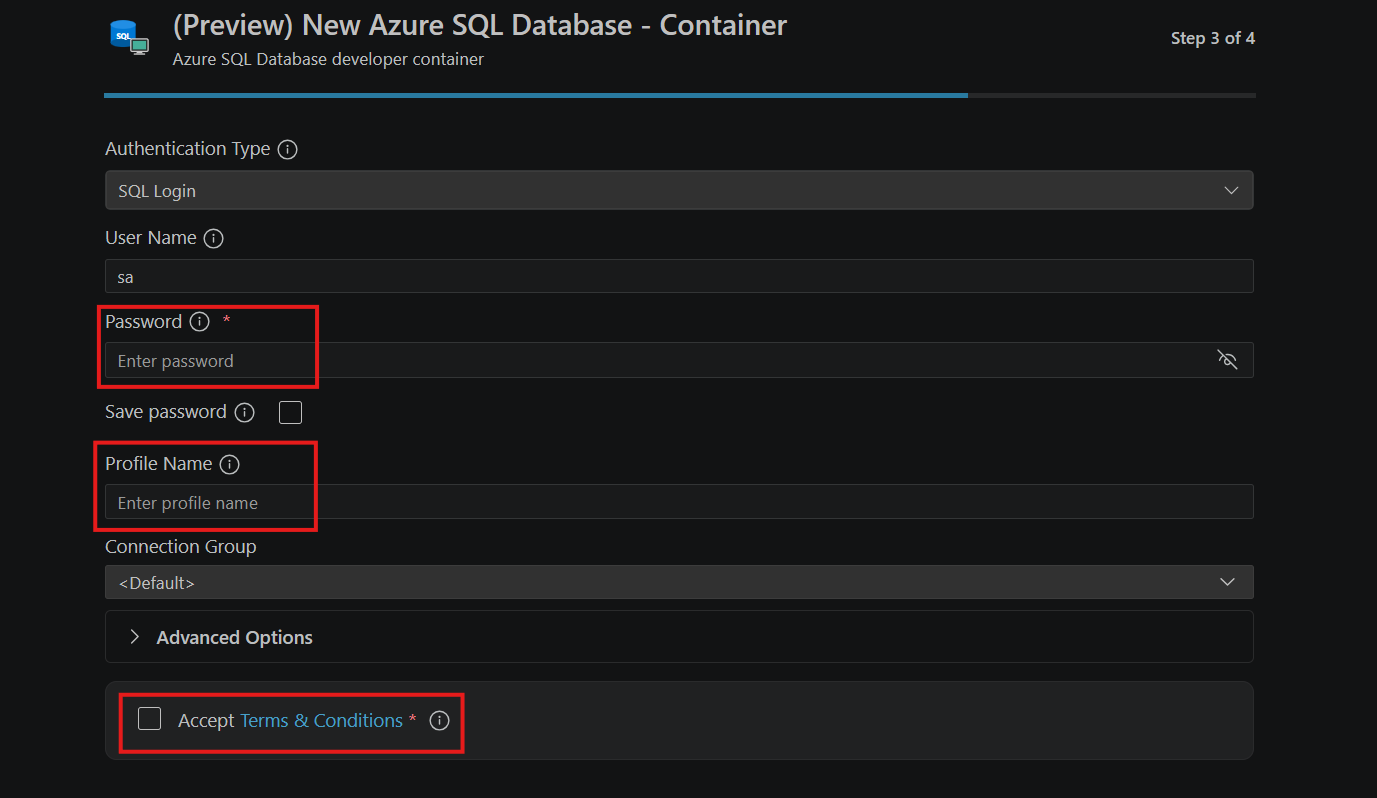 (Preview) New Azure SQL Database - Container
Azure SQL Database developer container
Step 3 of 4
SQL
Authentication Type
SQL Login
User Name
sa
Password *
Enter password
Save password
Profile Name
Enter profile name
Connection Group
<Default>
Advanced Options
Accept Terms & Conditions *